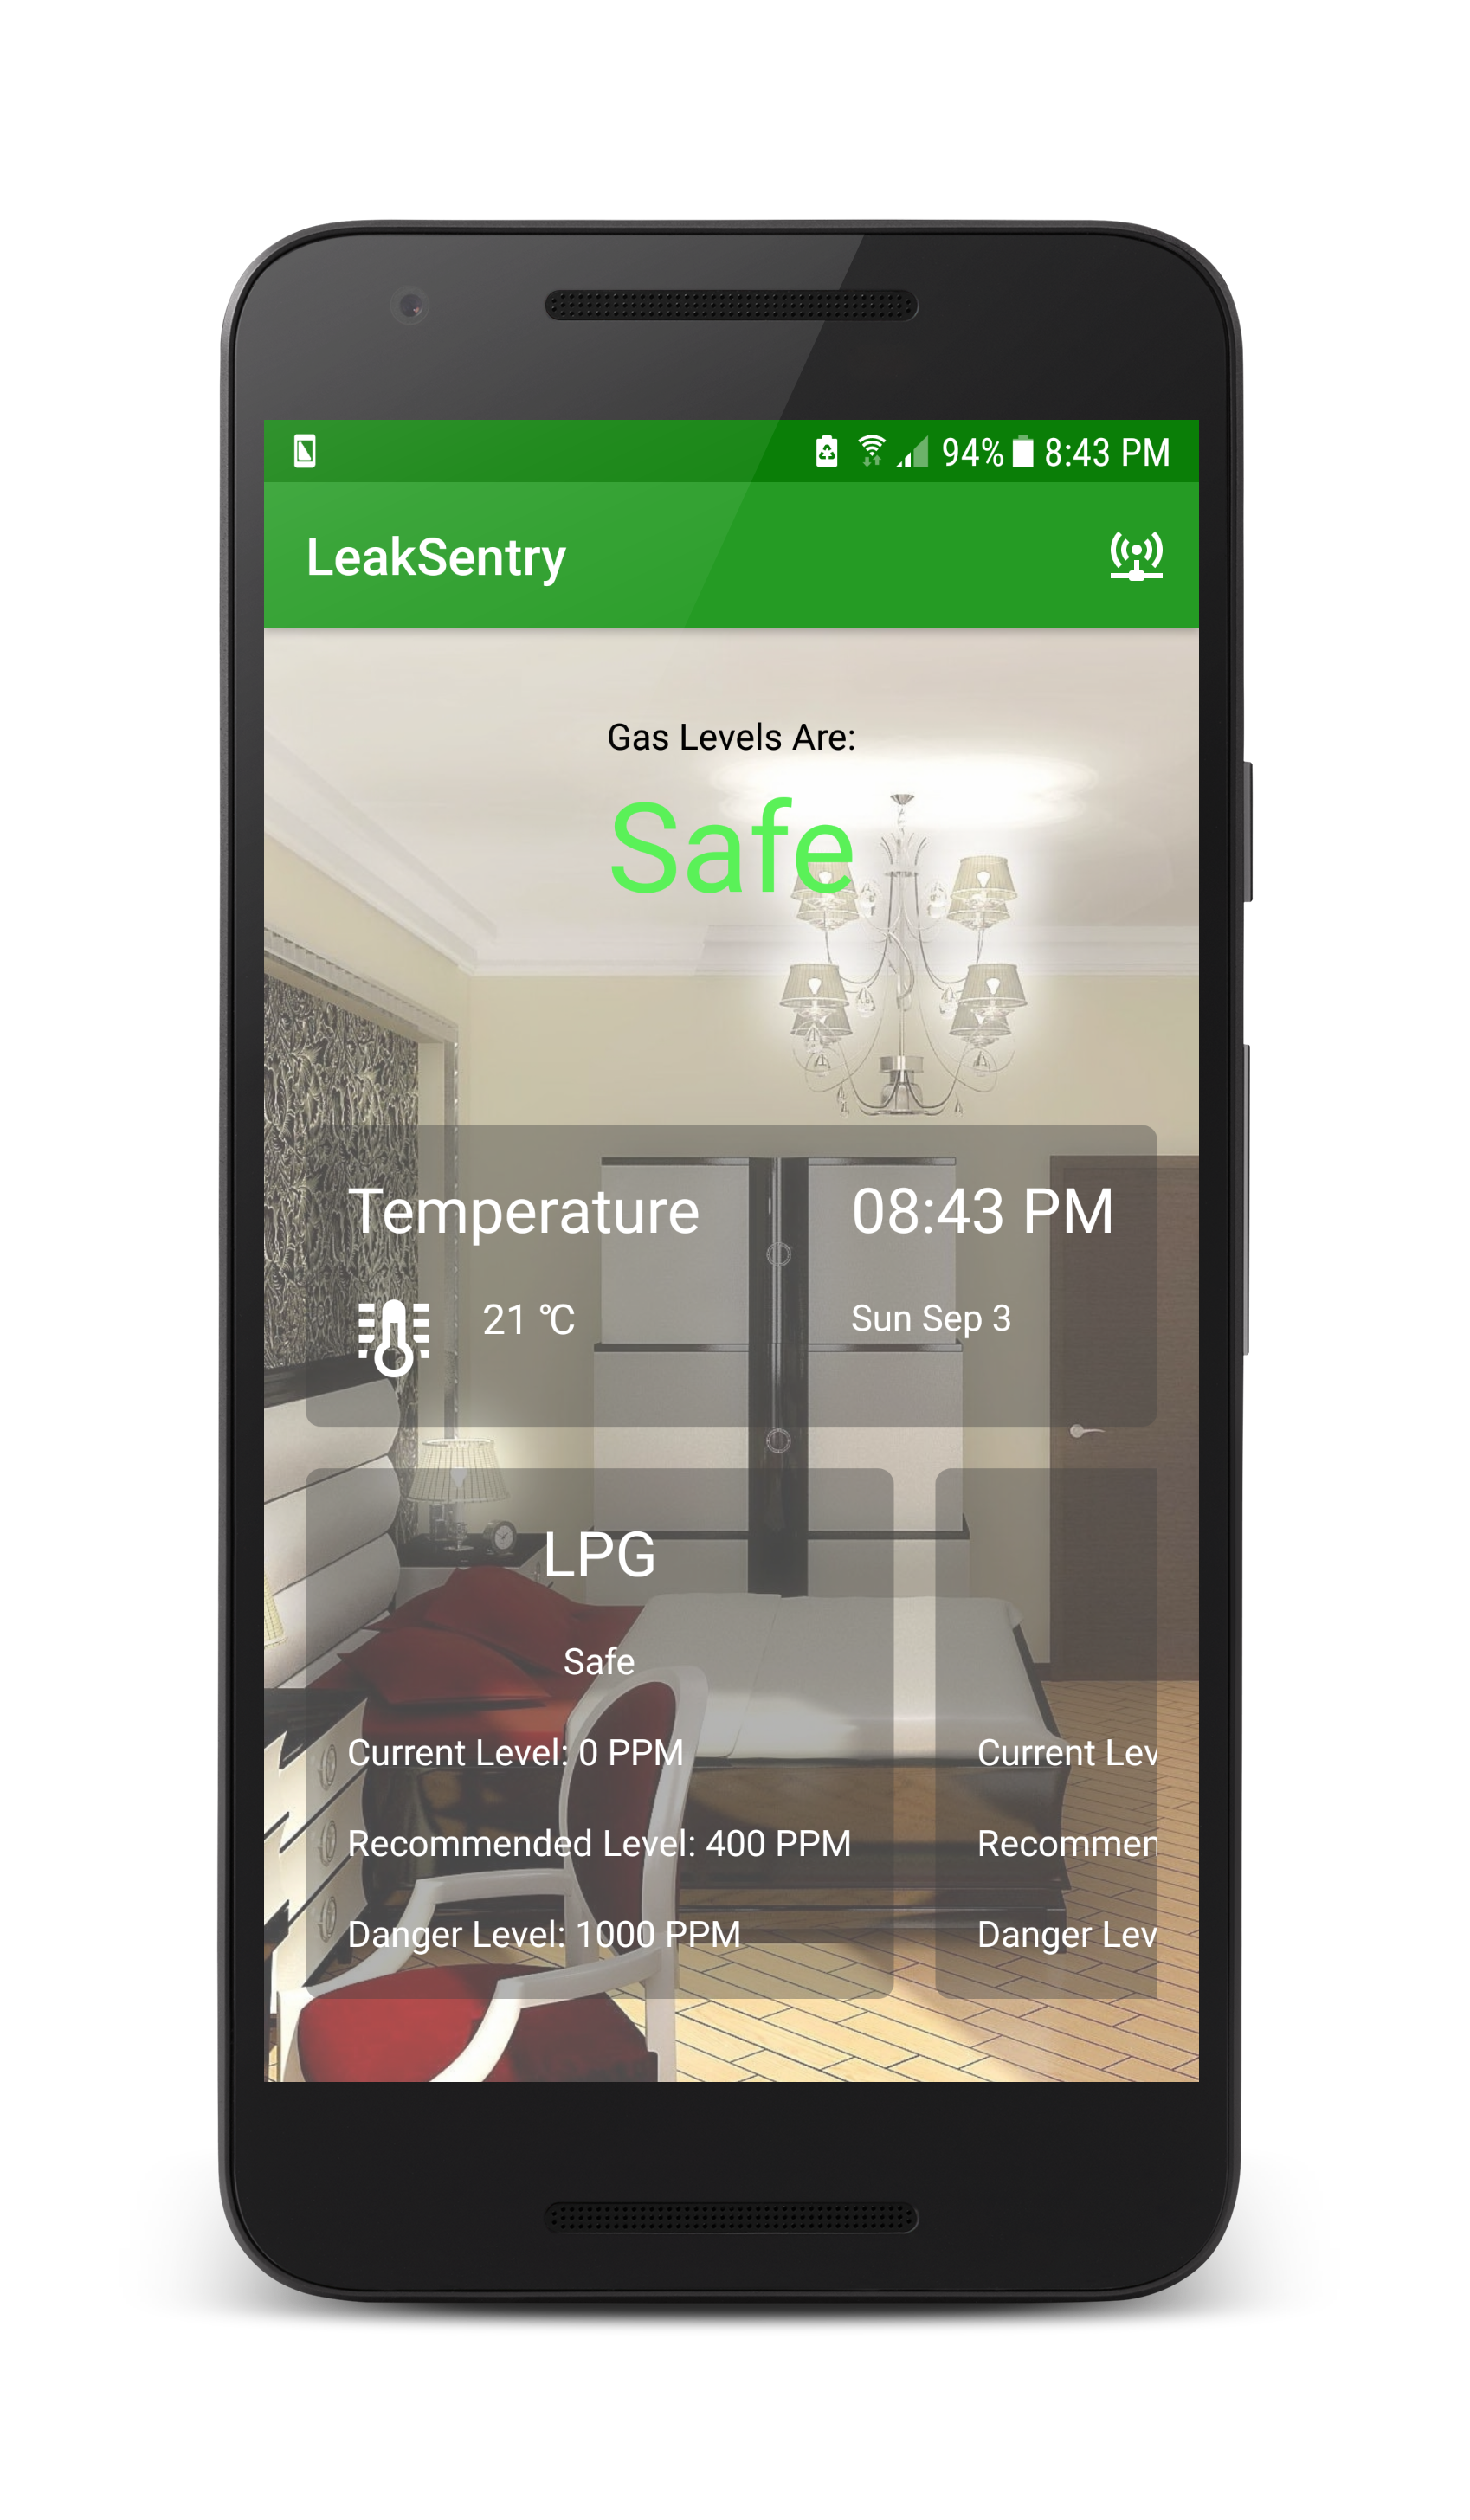 94% 8:43 PM
LeakSentry
Gas Levels Are:
Safe
Temperature
08:43 PM
21 °C
Sun Sep 3
LPG
Safe
Current Level: 0 PPM
Recommended Level: 400 PPM
Danger Level: 1000 PPM
Current Lev
Recommen
Danger Lev